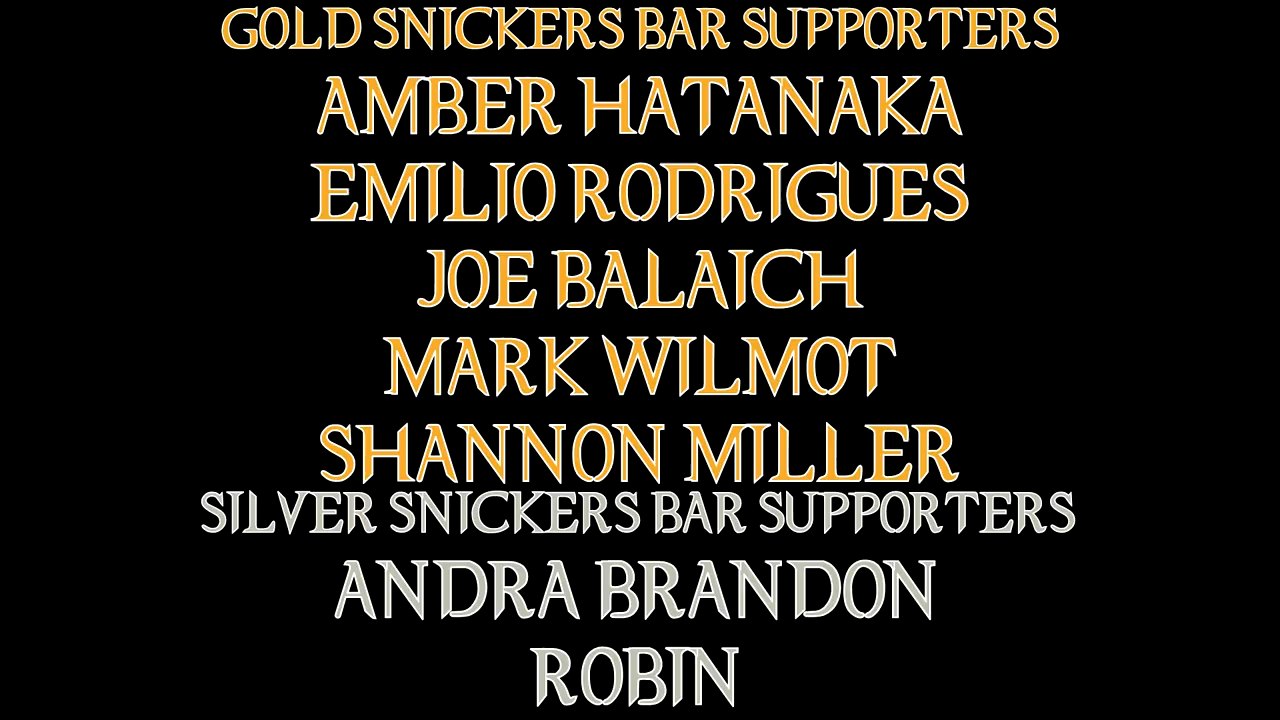 GOLD SNICKERS BAR SUPPORTERS
AMBER HATANAKA
EMILIO RODRIGUES
JOE BALAICH
MARK WILMOT
SHANNON MILLER
SILVER SNICKERS BAR SUPPORTERS
ANDRA BRANDON
ROBIN